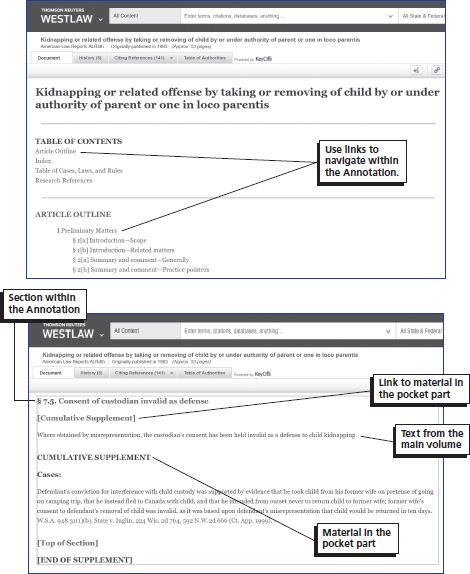 THOMSON REUTERS
WESTLAW
All Content
Enter terms, citations, databases, anything ...
All State & Federal
Kidnapping or related offense by taking or removing of child by or under authority of parent or one in loco parentis
American Law Reports ALR4th Originally published in 1983 (Approx. 53 pages)
Document History (0) Citing References (141) Table of Authorities Powered by KeyCite
Kidnapping or related offense by taking or removing of child by or under
authority of parent or one in loco parentis
TABLE OF CONTENTS
Article Outline
Index
Table of Cases, Laws, and Rules
Research References
Use links to
navigate within
the Annotation.
ARTICLE OUTLINE
I Preliminary Matters
§ 1[a] Introduction—Scope
§ 1[b] Introduction—Related matters
§ 2[a] Summary and comment—Generally
§ 2[b] Summary and comment—Practice pointers
Section within
the Annotation
THOMSON REUTERS
WESTLAW
All Content
Enter terms, citations, databases, anything ...
All State & Federal
Kidnapping or related offense by taking or removing of child by or under authority of parent or one in loco parentis
American Law Reports ALR4th Originally published in 1983 (Approx. 53 pages)
Document History (0) Citing References (141) Table of Authorities Powered by KeyCite
Link to material in
the pocket part
§ 7.5. Consent of custodian invalid as defense
[Cumulative Supplement]
Text from the
main volume
Where obtained by misrepresentation, the custodian's consent has been held invalid as a defense to child kidnapping.
CUMULATIVE SUPPLEMENT
Cases:
Defendant's conviction for interference with child custody was supported by evidence that he took child from his former wife on pretense of going
on camping trip, that he instead fled to Canada with child, and that he intended from outset never to return child to former wife; former wife's
consent to defendant's removal of child was invalid, as it was based upon defendant's misrepresentation that child would be returned in ten days.
W.S.A. 948.31(1)(b). State v. Inglin, 224 Wis. 2d 764, 592 N.W.2d 666 (Ct. App. 1999).
Material in the
pocket part
[Top of Section]
[END OF SUPPLEMENT]